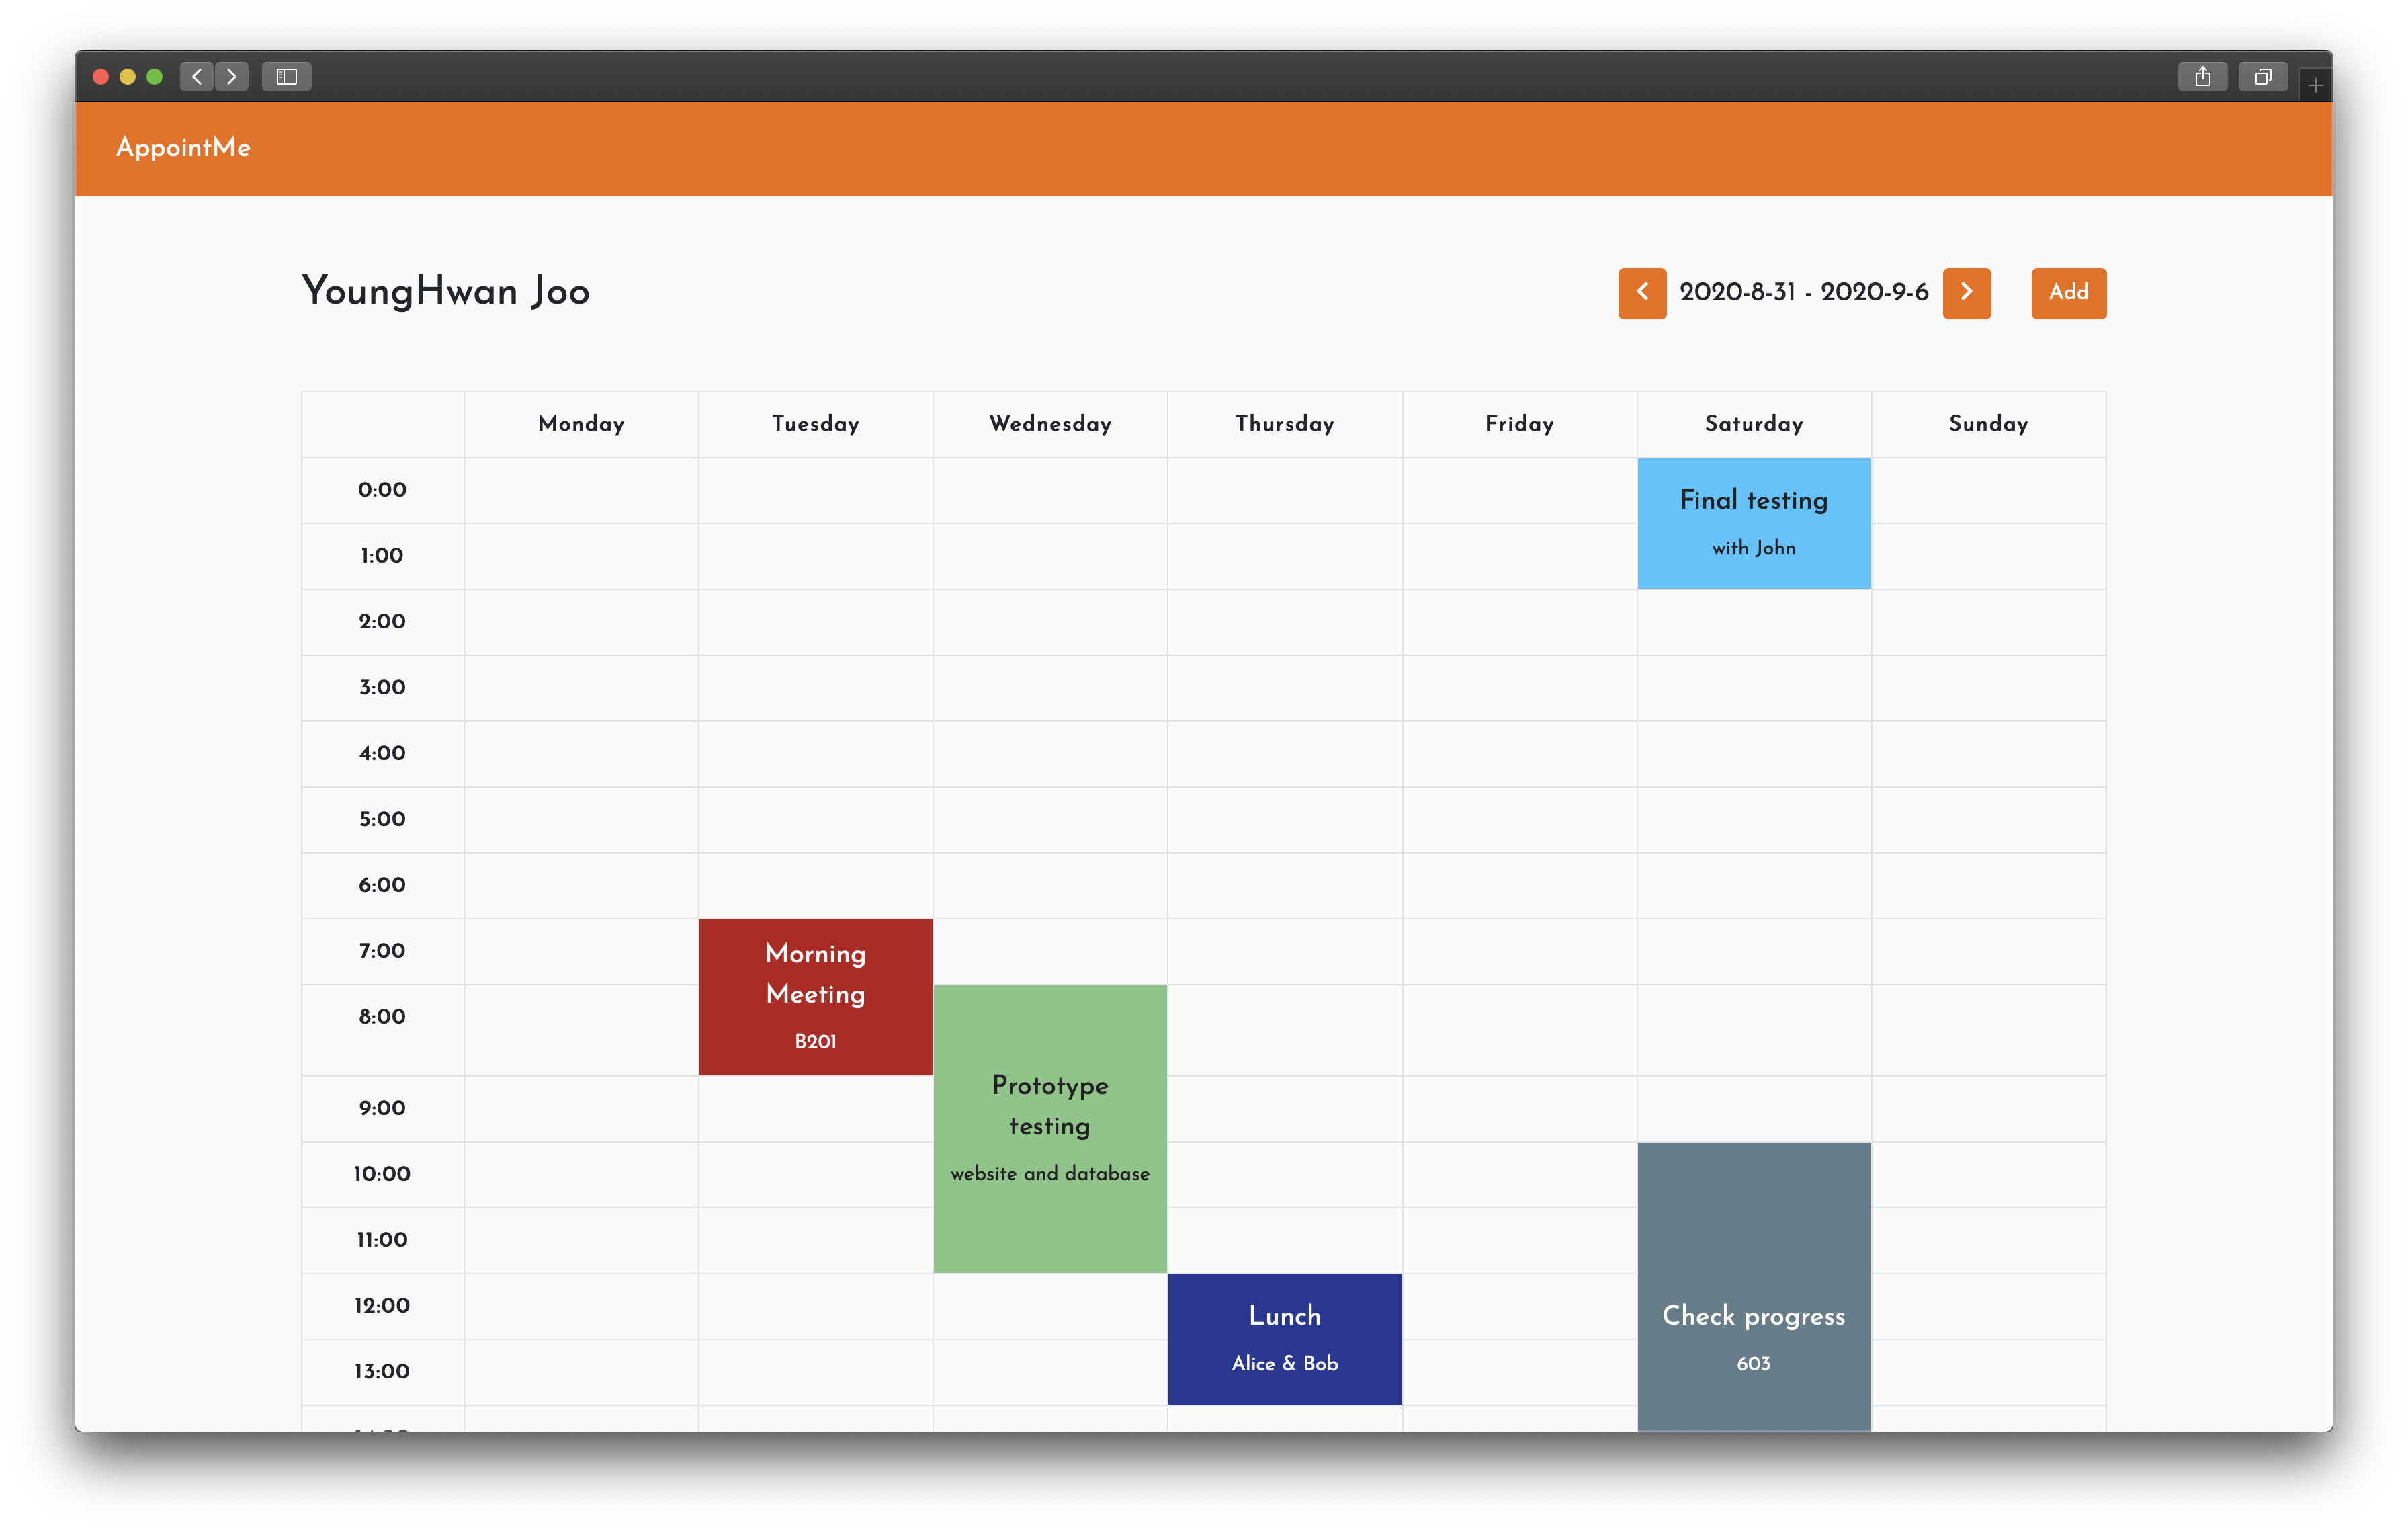 AppointMe
YoungHwan Joo
2020-8-31 - 2020-9-6
Add
Monday Tuesday Wednesday Thursday Friday Saturday Sunday
0:00
Final testing
with John
1:00
2:00
3:00
4:00
5:00
6:00
7:00
Morning
Meeting
B201
8:00
Prototype
testing
website and database
9:00
10:00
11:00
12:00
Lunch
Alice & Bob
Check progress
603
13:00